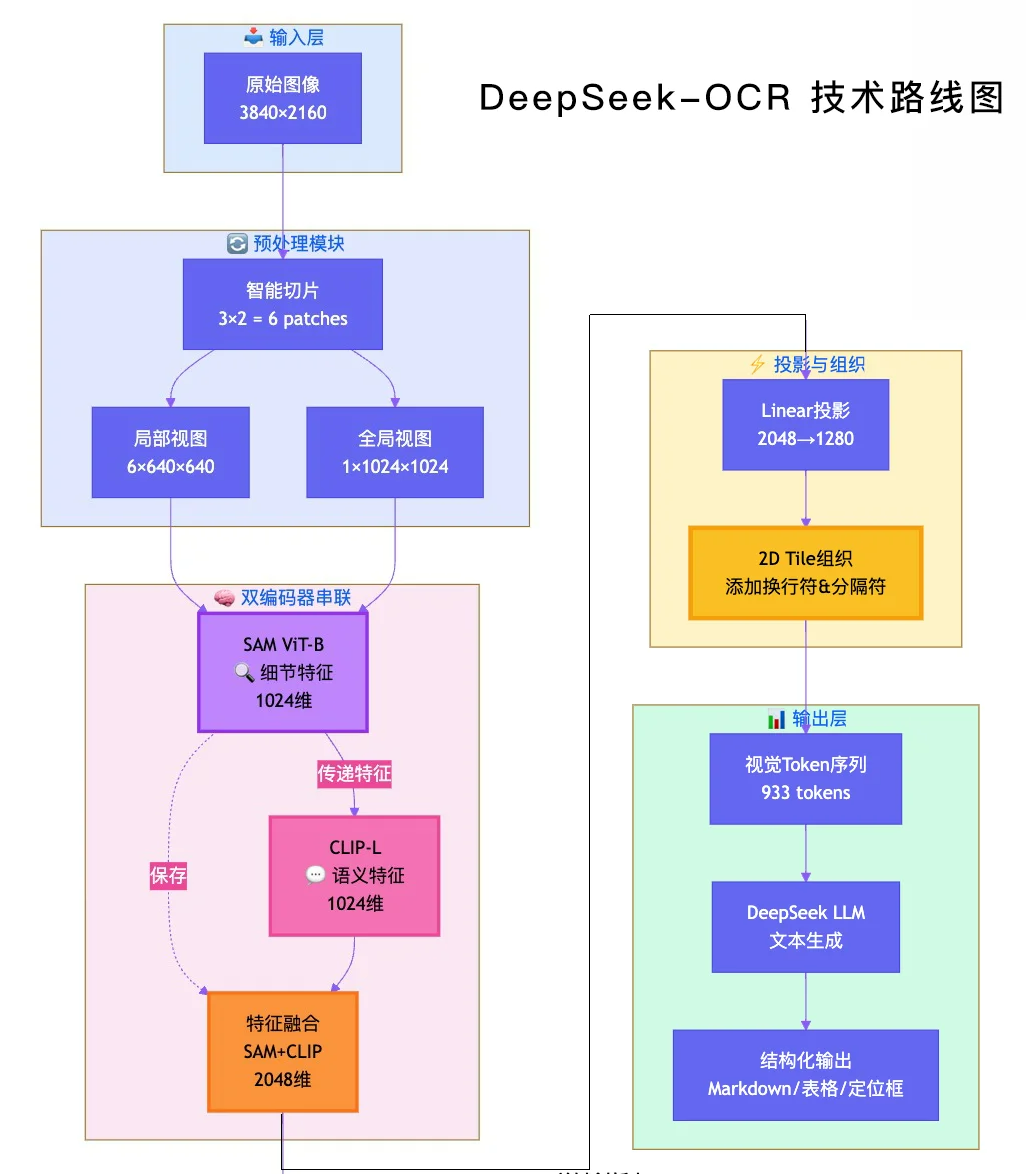 DeepSeek-OCR 技术路线图
输入层
原始图像
3840×2160
预处理模块
智能切片
3×2 = 6 patches
局部视图
6×640×640
全局视图
1×1024×1024
双编码器串联
SAM ViT-B
细节特征
1024维
传递特征
保存
CLIP-L
语义特征
1024维
特征融合
SAM+CLIP
2048维
投影与组织
Linear投影
2048→1280
2D Tile组织
添加换行符&分隔符
输出层
视觉Token序列
933 tokens
DeepSeek LLM
文本生成
结构化输出
Markdown/表格/定位框